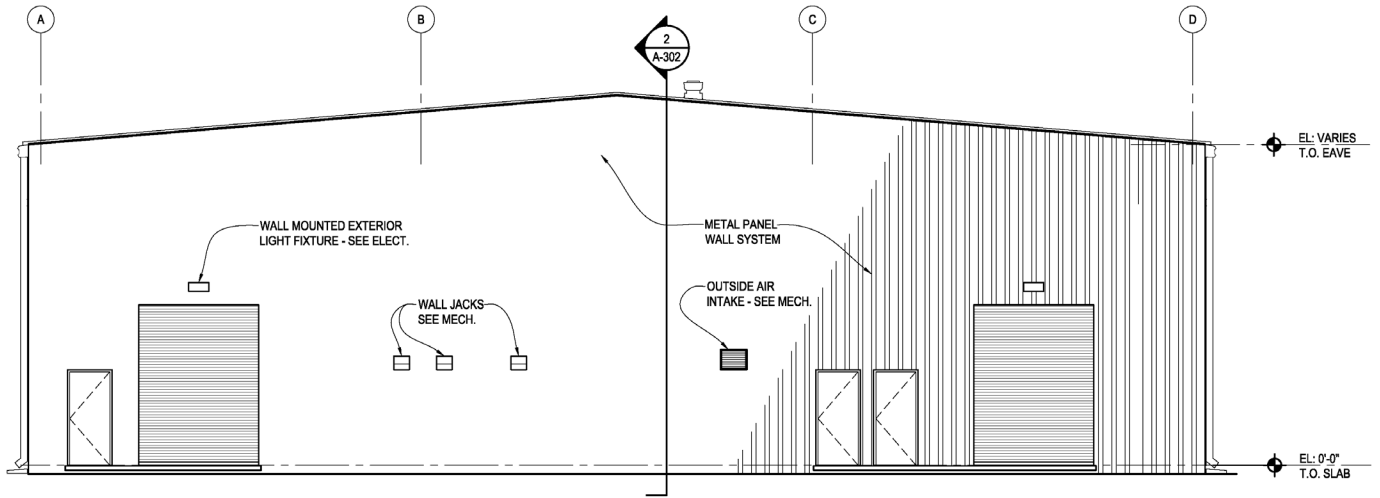 A
B
2
A-302
C
D
EL: VARIES
T.O. EAVE
WALL MOUNTED EXTERIOR
LIGHT FIXTURE - SEE ELECT.
METAL PANEL
WALL SYSTEM
WALL JACKS
SEE MECH.
OUTSIDE AIR
INTAKE - SEE MECH.
EL: 0'-0"
T.O. SLAB